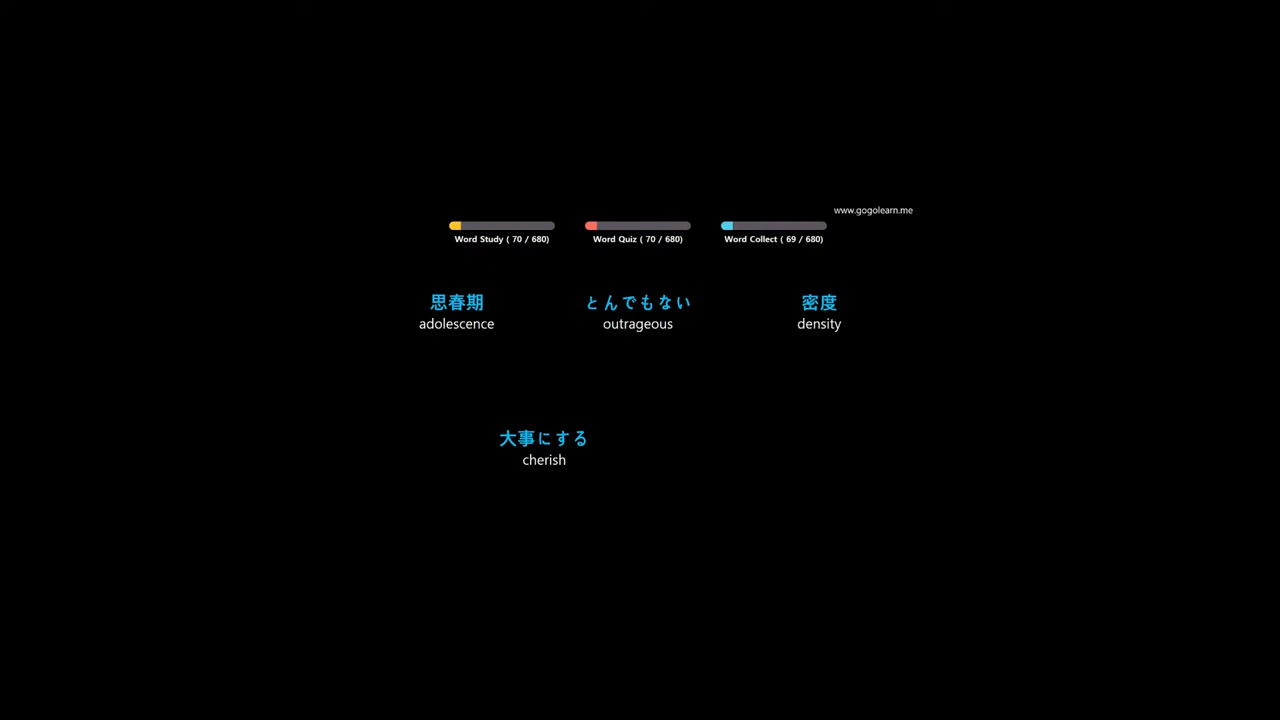 www.gogolearn.me
Word Study ( 70 / 680)
Word Quiz ( 70 / 680)
Word Collect ( 69 / 680)
思春期
adolescence
とんでもない
outrageous
密度
density
大事にする
cherish